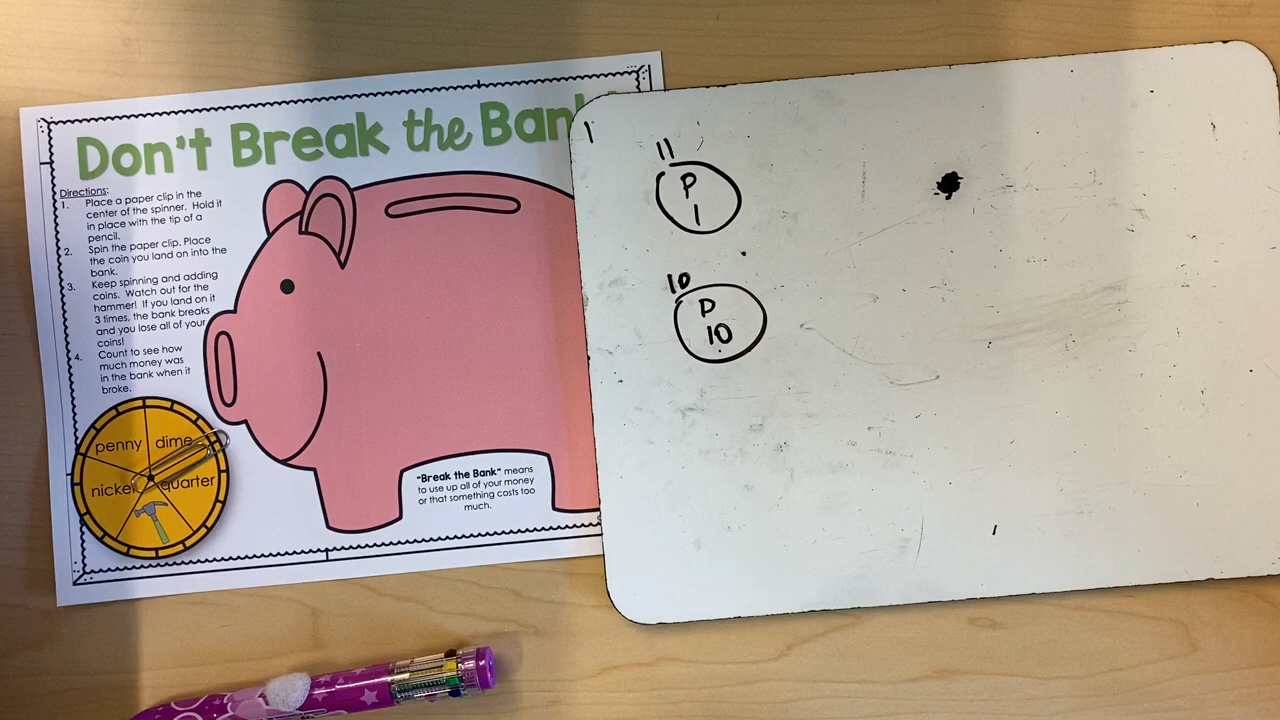 Don't Break the Ban
Directions:
1. Place a paper clip in the
center of the spinner. Hold it
in place with the tip of a
pencil.
2. Spin the paper clip. Place
the coin you land on into the
bank.
3. Keep spinning and adding
coins. Watch out for the
hammer! If you land on it
3 times, the bank breaks
and you lose all of your
coins!
4. Count to see how
much money was
in the bank when it
broke.
penny dime
nickel quarter
"Break the Bank" means
to use up all of your money
or that something costs too
much.
11
P
1
10
D
10